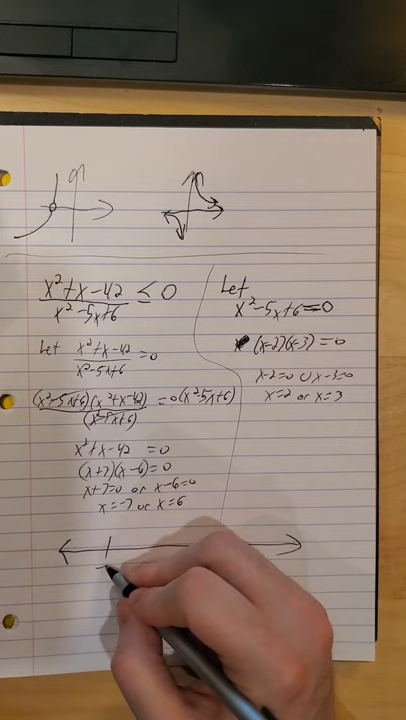 x² + x - 42 / x² - 5x + 6 ≤ 0
Let x² + x - 42 / x² - 5x + 6 = 0
(x² - 5x + 6)(x² + x - 42) / (x² - 5x + 6) = 0(x² - 5x + 6)
x² + x - 42 = 0
(x+7)(x-6) = 0
x+7=0 or x-6=0
x=-7 or x=6
Let
x² - 5x + 6 = 0
(x-2)(x-3) = 0
x-2=0 U x-3=0
x=2 or x=3